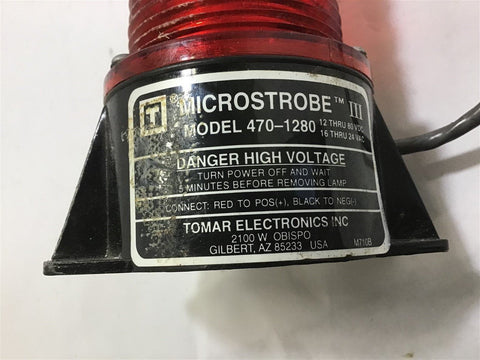 T ® MICROSTROBE™ III
MODEL 470-1280 12 THRU 80 VDC
16 THRU 24 VAC
DANGER HIGH VOLTAGE
TURN POWER OFF AND WAIT
5 MINUTES BEFORE REMOVING LAMP
CONNECT: RED TO POS(+), BLACK TO NEG(-)
TOMAR ELECTRONICS INC
2100 W OBISPO
GILBERT, AZ 85233 USA M710B